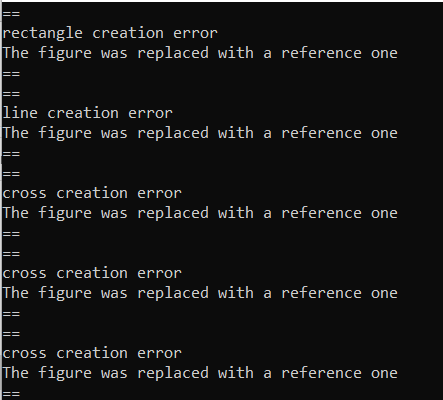 ==
rectangle creation error
The figure was replaced with a reference one
==
==
line creation error
The figure was replaced with a reference one
==
==
cross creation error
The figure was replaced with a reference one
==
==
cross creation error
The figure was replaced with a reference one
==
==
cross creation error
The figure was replaced with a reference one
==